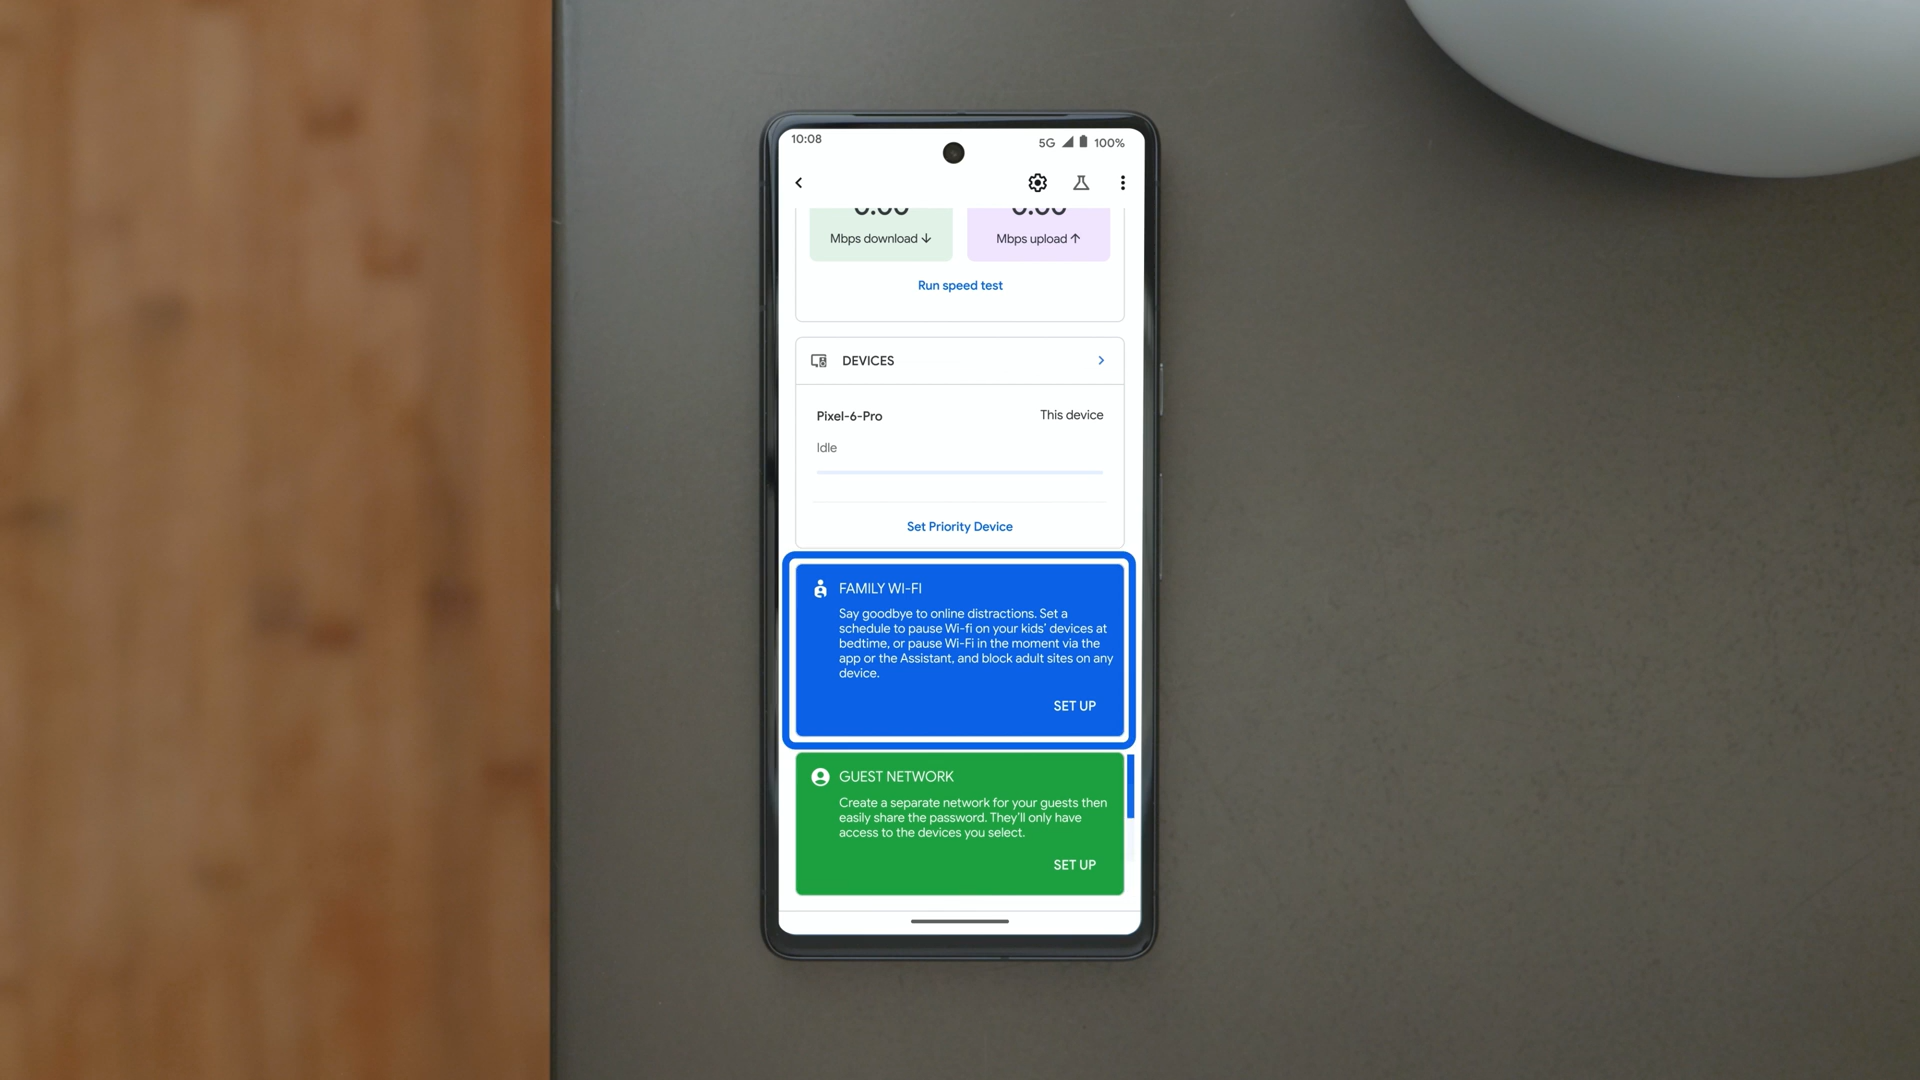 10:08
5G 100%
Mbps download ↓
Mbps upload ↑
Run speed test
DEVICES
Pixel-6-Pro
This device
Idle
Set Priority Device
FAMILY WI-FI
Say goodbye to online distractions. Set a
schedule to pause Wi-fi on your kids' devices at
bedtime, or pause Wi-Fi in the moment via the
app or the Assistant, and block adult sites on any
device.
SET UP
GUEST NETWORK
Create a separate network for your guests then
easily share the password. They'll only have
access to the devices you select.
SET UP